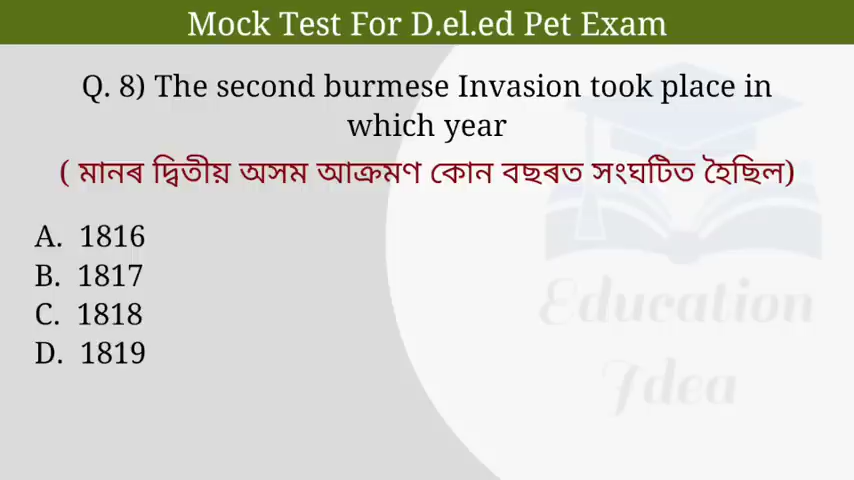 Mock Test For D.el.ed Pet Exam
Q. 8) The second burmese Invasion took place in
which year
( মানৰ দ্বিতীয় অসম আক্ৰমণ কোন বছৰত সংঘটিত হৈছিল)
A. 1816
B. 1817
C. 1818
D. 1819
Education
Idea